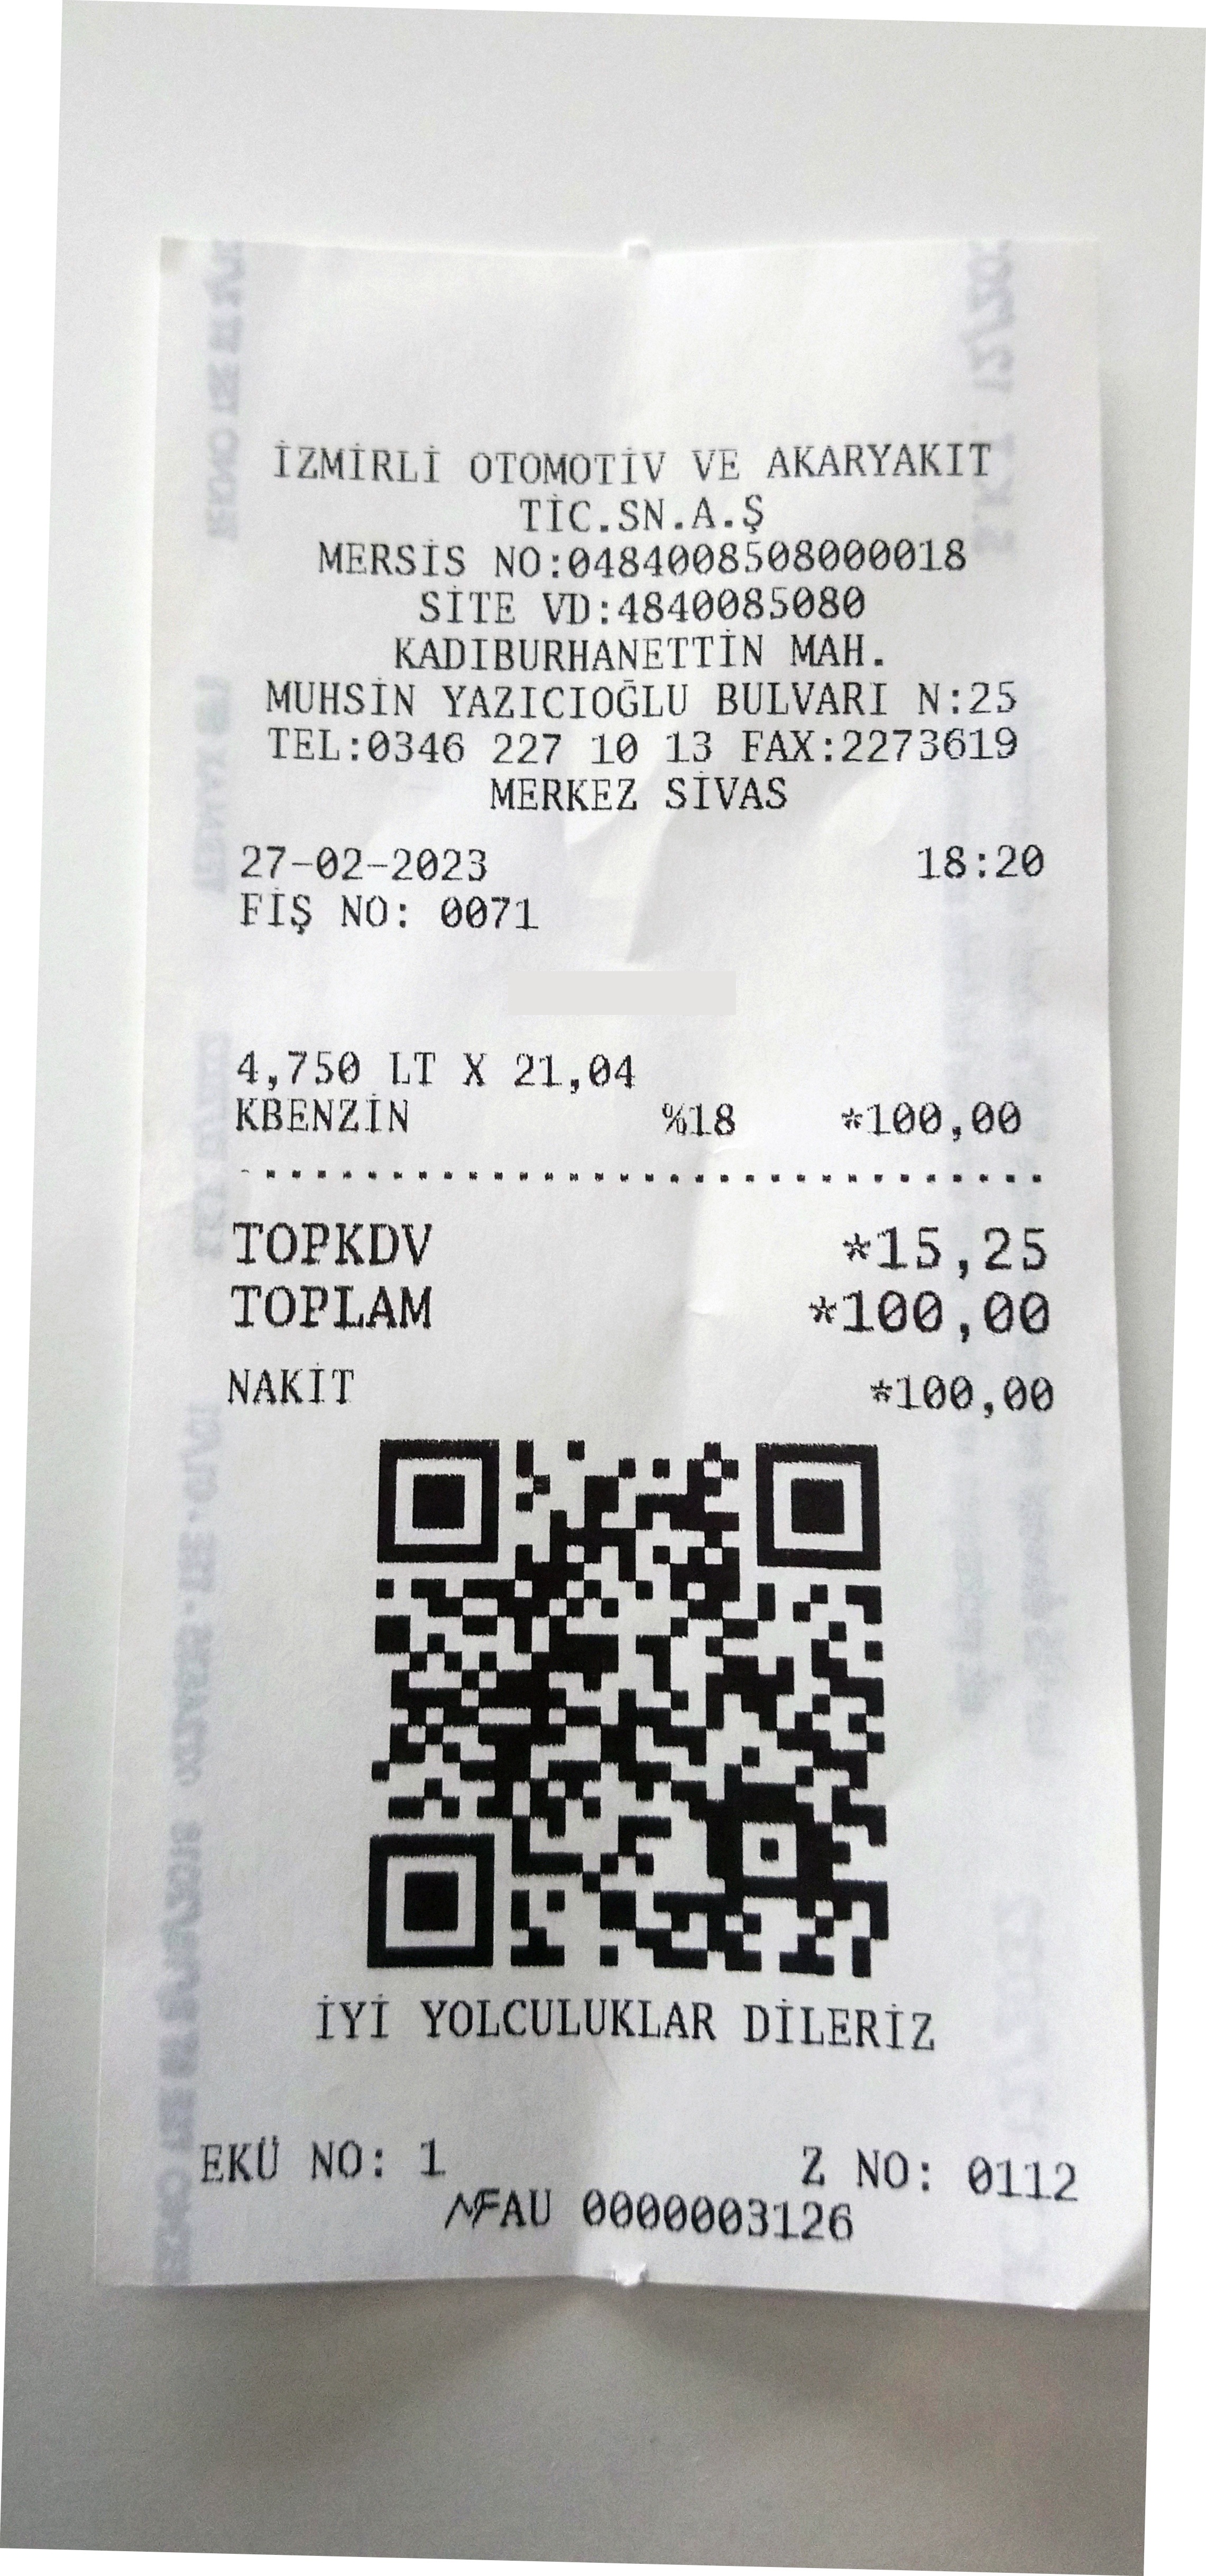 İZMİRLİ OTOMOTİV VE AKARYAKIT
TİC.SN.A.Ş
MERSİS NO:0484008508000018
SİTE VD:4840085080
KADIBURHANETTİN MAH.
MUHSİN YAZICIOĞLU BULVARI N:25
TEL:0346 227 10 13 FAX:2273619
MERKEZ SİVAS
27-02-2023 18:20
FİŞ NO: 0071
4,750 LT X 21,04
KBENZİN %18 *100,00
TOPKDV *15,25
TOPLAM *100,00
NAKİT *100,00
İYİ YOLCULUKLAR DİLERİZ
EKÜ NO: 1 Z NO: 0112
MF AU 0000003126